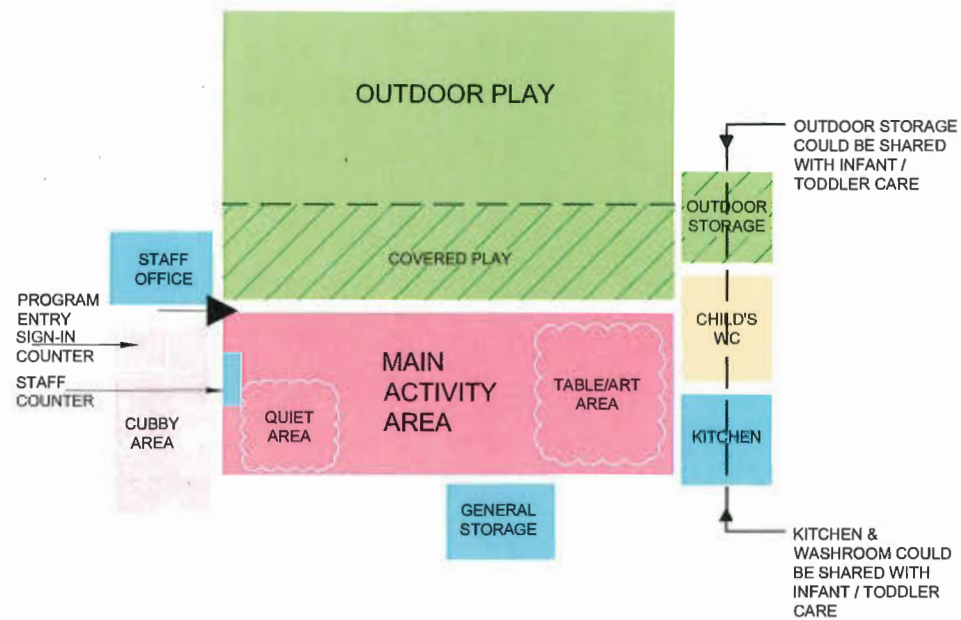 OUTDOOR PLAY
OUTDOOR STORAGE
COULD BE SHARED
WITH INFANT /
TODDLER CARE
OUTDOOR
STORAGE
COVERED PLAY
STAFF
OFFICE
PROGRAM
ENTRY
SIGN-IN
COUNTER
STAFF
COUNTER
CUBBY
AREA
MAIN
ACTIVITY
AREA
QUIET
AREA
TABLE/ART
AREA
CHILD'S
WC
KITCHEN
GENERAL
STORAGE
KITCHEN &
WASHROOM COULD
BE SHARED WITH
INFANT / TODDLER
CARE